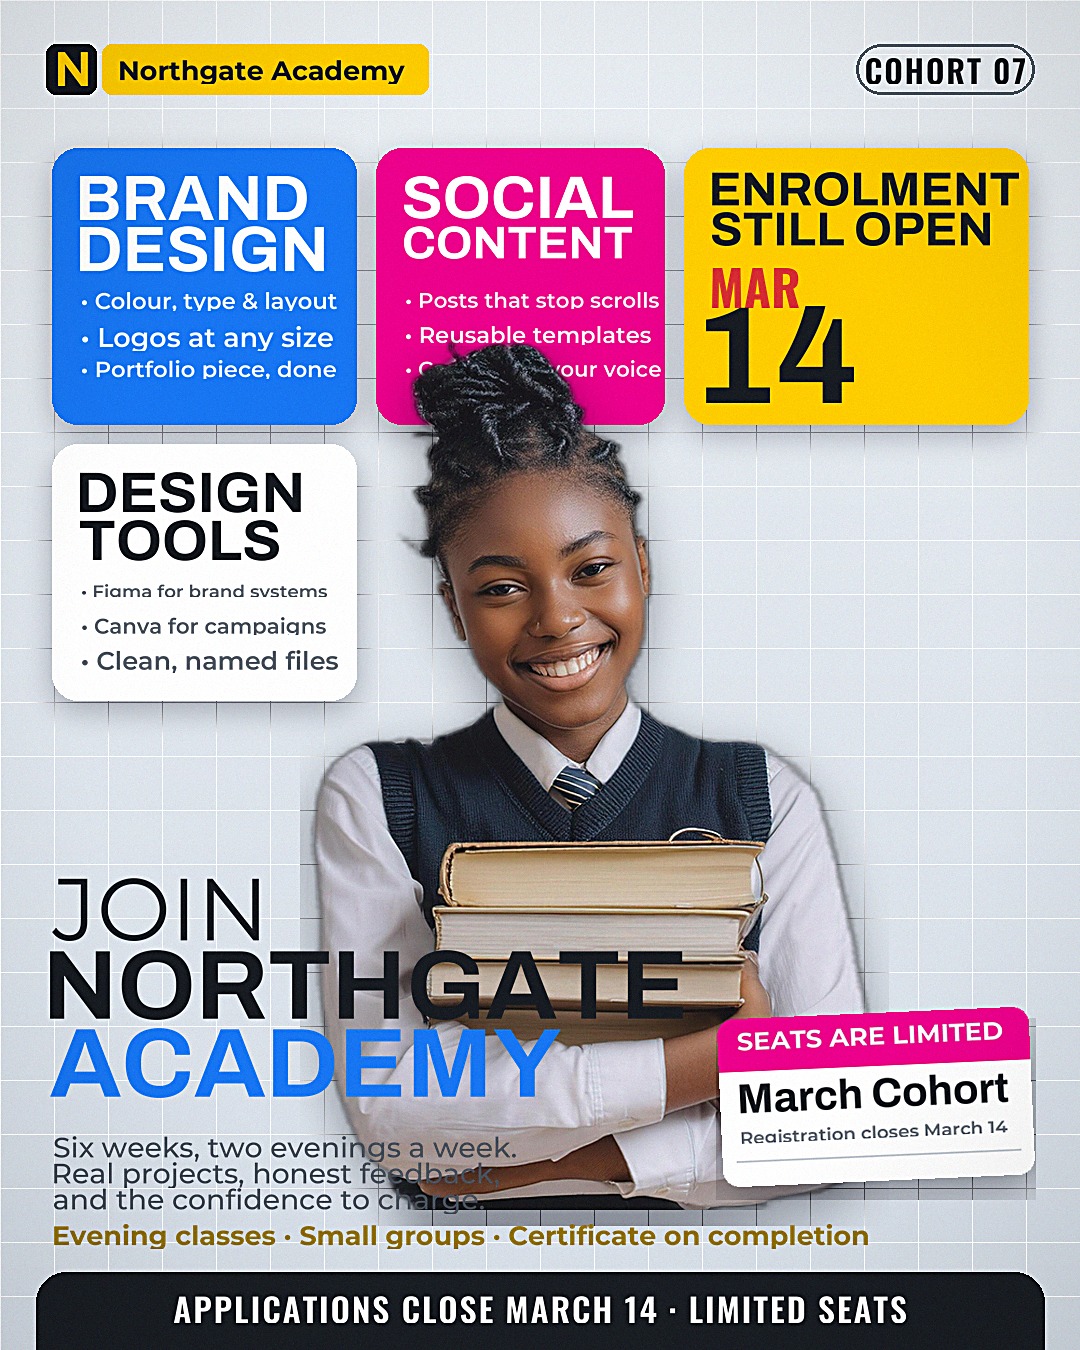 N
Northgate Academy
COHORT 07
BRAND
DESIGN
• Colour, type & layout
• Logos at any size
• Portfolio piece, done
SOCIAL
CONTENT
• Posts that stop scrolls
• Reusable templates
• your voice
ENROLMENT
STILL OPEN
MAR
14
DESIGN
TOOLS
• Figma for brand systems
• Canva for campaigns
• Clean, named files
JOIN
NORTHGATE
ACADEMY
Six weeks, two evenings a week.
Real projects, honest feedback,
and the confidence to charge.
Evening classes · Small groups · Certificate on completion
SEATS ARE LIMITED
March Cohort
Registration closes March 14
APPLICATIONS CLOSE MARCH 14 · LIMITED SEATS